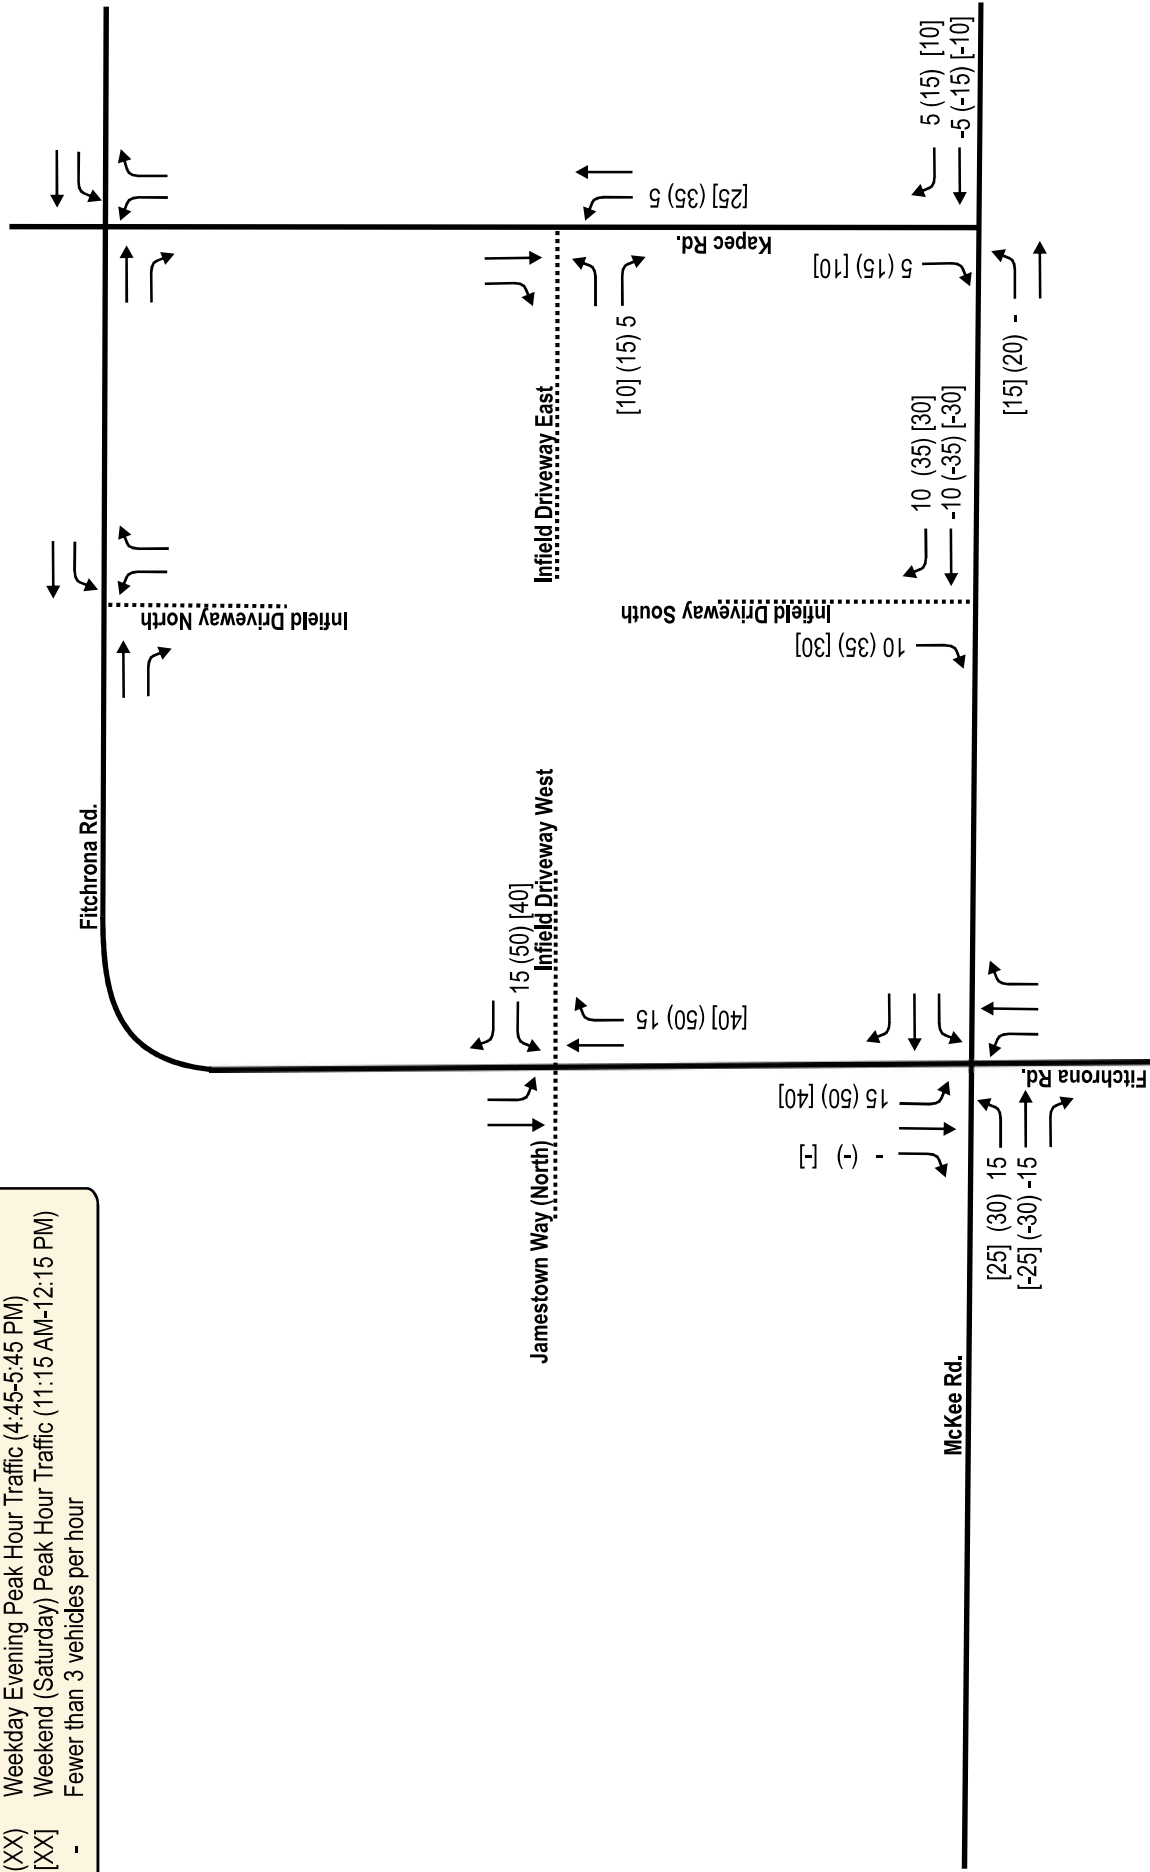 (XX) Weekday Evening Peak Hour Traffic (4:45-5:45 PM)
[XX] Weekend (Saturday) Peak Hour Traffic (11:15 AM-12:15 PM)
- Fewer than 3 vehicles per hour
Fitchrona Rd.
Infield Driveway North
Jamestown Way (North)
15 (50) [40]
Infield Driveway West
[40] (50) 15
Infield Driveway East
[10] (15) 5
[25] (35) 5
Kapec Rd.
Infield Driveway South
15 (50) [40]
- (-) [-]
10 (35) [30]
10 (35) [30]
-10 (-35) [-30]
5 (15) [10]
5 (15) [10]
-5 (-15) [-10]
McKee Rd.
[25] (30) 15
[-25] (-30) -15
Fitchrona Rd.
[15] (20) -